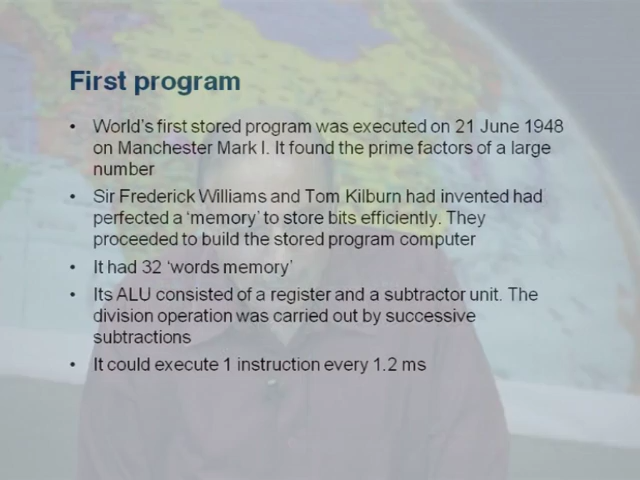 First program
• World's first stored program was executed on 21 June 1948
on Manchester Mark I. It found the prime factors of a large
number
• Sir Frederick Williams and Tom Kilburn had invented had
perfected a 'memory' to store bits efficiently. They
proceeded to build the stored program computer
• It had 32 'words memory'
• Its ALU consisted of a register and a subtractor unit. The
division operation was carried out by successive
subtractions
• It could execute 1 instruction every 1.2 ms